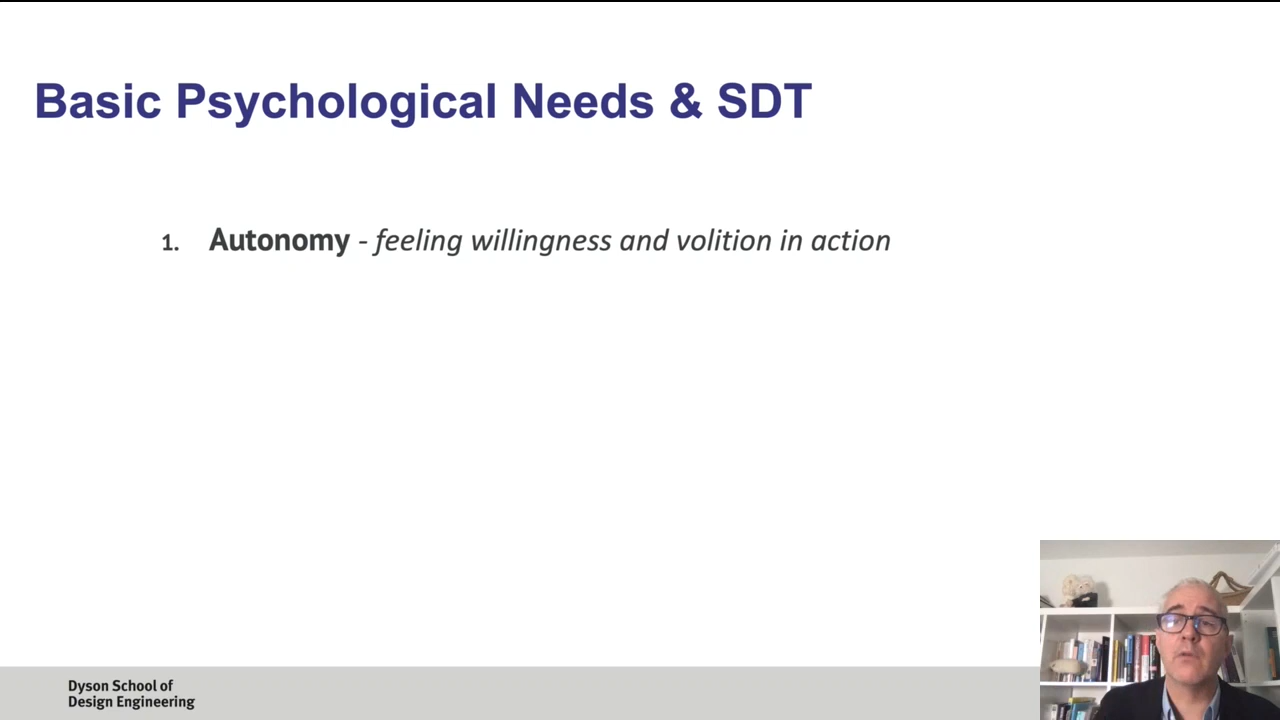 Basic Psychological Needs & SDT
1. Autonomy - feeling willingness and volition in action
Dyson School of
Design Engineering